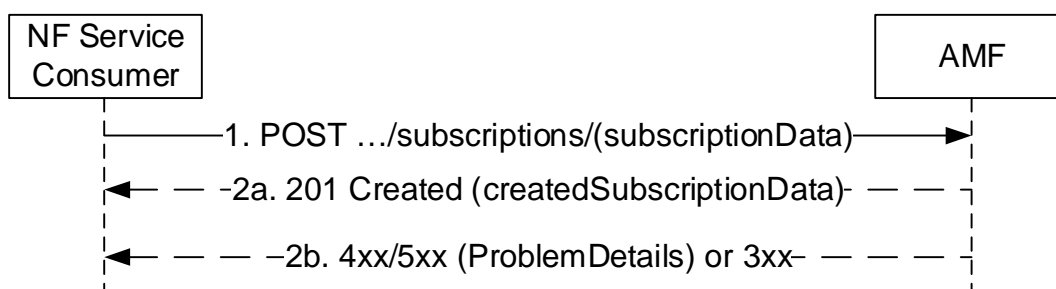 NF Service
Consumer
AMF
1. POST …/subscriptions/(subscriptionData)
2a. 201 Created (createdSubscriptionData)
2b. 4xx/5xx (ProblemDetails) or 3xx